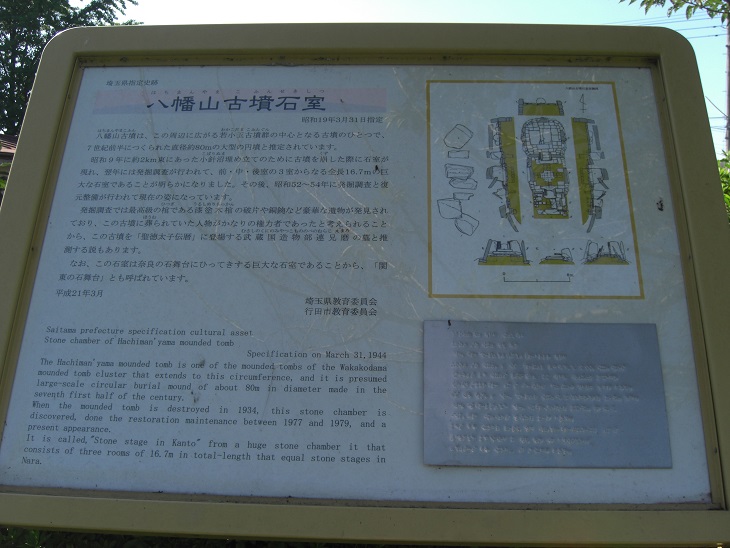 埼玉県指定史跡
八幡山古墳石室
昭和19年3月31日指定
八幡山古墳は、この周辺に広がる若小玉古墳群の中心となる古墳のひとつで、
7世紀前半につくられた直径約80mの大型の円墳と推定されています。
昭和9年に約2km東にあった小針沼埋め立てのために古墳を崩した際に石室が
現れ、翌年には発掘調査が行われて、前・中・後室の3室からなる全長16.7mの巨
大な石室であることが明らかになりました。その後、昭和52～54年に発掘調査と復
元整備が行われて現在の姿になっています。
発掘調査では最高級の棺である漆塗木棺の破片や銅鋺など豪華な遺物が発見さ
れており、この古墳に葬られていた人物がかなりの権力者であったと考えられること
から、この古墳を「聖徳太子伝暦」に登場する武蔵国造物部連兄麿の墓と推
測する説もあります。
なお、この石室は奈良の石舞台にひってきする巨大な石室であることから、「関
東の石舞台」とも呼ばれています。
平成21年3月
埼玉県教育委員会
行田市教育委員会
Saitama prefecture specification cultural asset
Stone chamber of Hachiman'yama mounded tomb
Specification on March 31,1944
The Hachiman'yama mounded tomb is one of the mounded tombs of the Wakakodama
mounded tomb cluster that extends to this circumference, and it is presumed
large-scale circular burial mound of about 80m in diameter made in the
seventh first half of the century.
When the mounded tomb is destroyed in 1934, this stone chamber is
discovered, done the restoration maintenance between 1977 and 1979, and a
present appearance.
It is called,"Stone stage in Kanto" from a huge stone chamber it that
consists of three rooms of 16.7m in total-length that equal stone stages in
Nara.